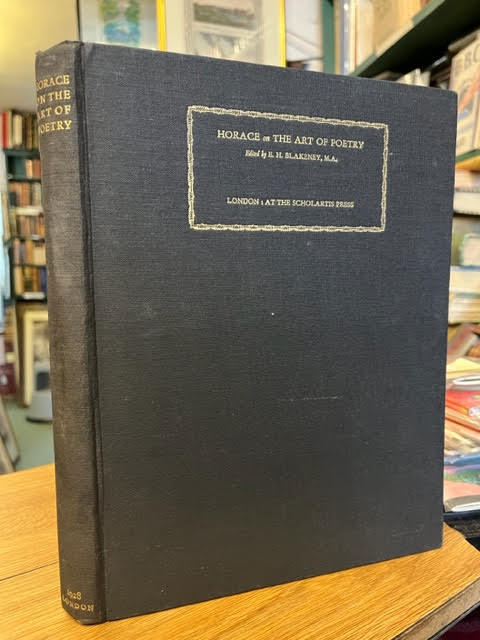 HORACE
ON THE
ART OF
POETRY
1928
LONDON
HORACE on THE ART OF POETRY
Edited by E. H. BLAKENEY, M.A.
LONDON : AT THE SCHOLARTIS PRESS